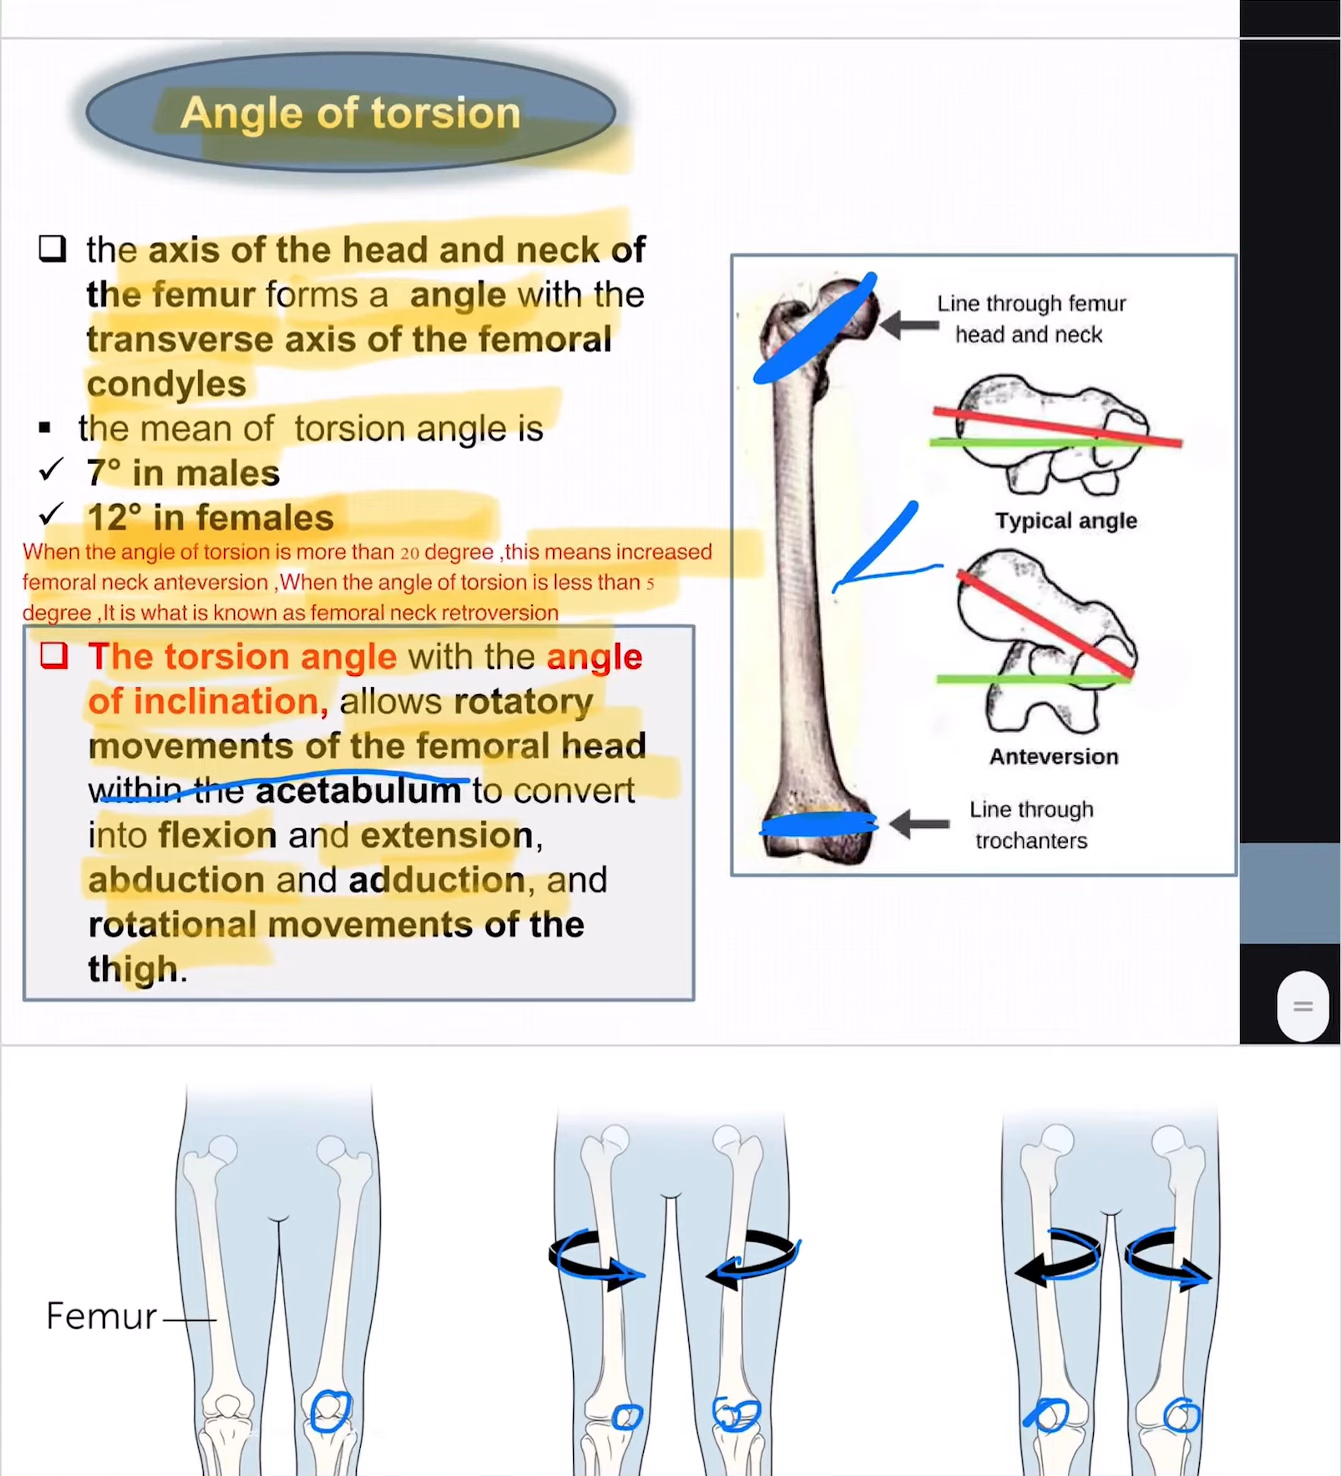 Angle of torsion
the axis of the head and neck of
the femur forms a angle with the
transverse axis of the femoral
condyles
the mean of torsion angle is
7° in males
12° in females
When the angle of torsion is more than 20 degree ,this means increased
femoral neck anteversion ,When the angle of torsion is less than 5
degree ,It is what is known as femoral neck retroversion
The torsion angle with the angle
of inclination, allows rotatory
movements of the femoral head
within the acetabulum to convert
into flexion and extension,
abduction and adduction, and
rotational movements of the
thigh.
Line through femur
head and neck
Typical angle
Anteversion
Line through
trochanters
Femur